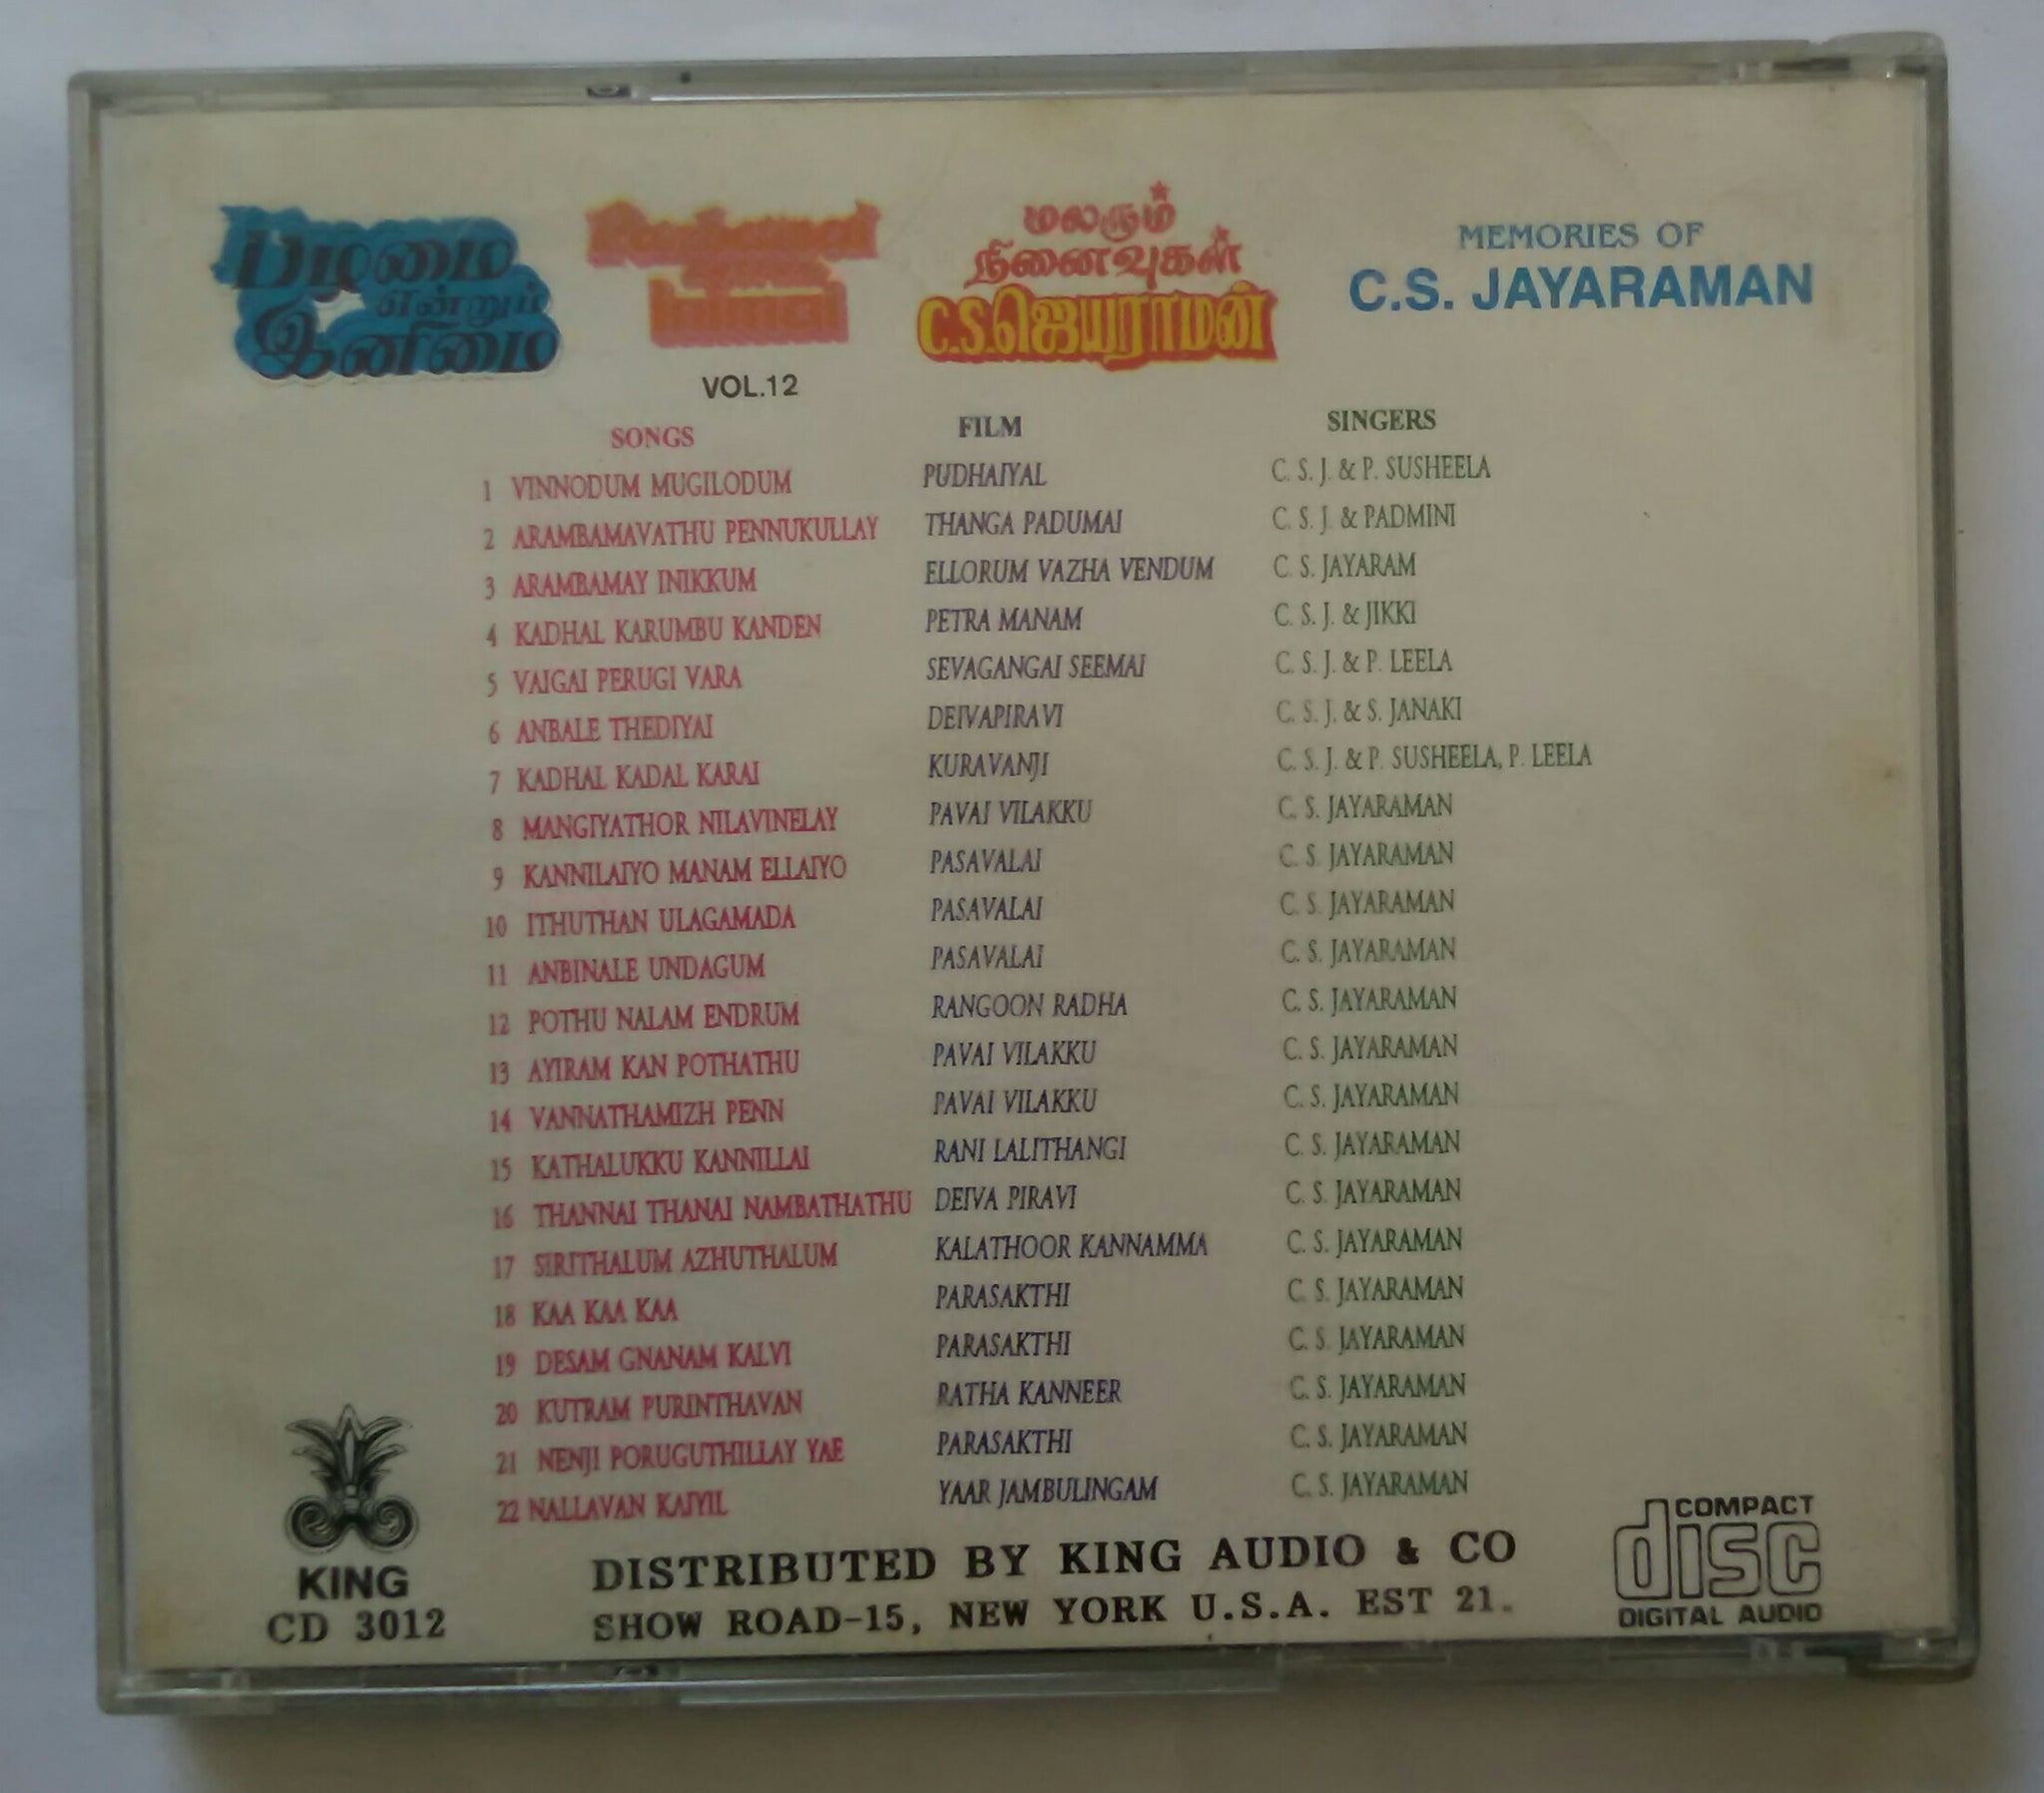 பழமை
என்றும்
இனிமை
Inimai
VOL.12
மலரும்
நினைவுகள்
C.S.ஜெயராமன்
MEMORIES OF
C.S. JAYARAMAN
SONGS FILM SINGERS
1 VINNODUM MUGILODUM PUDHAIYAL C. S. J. & P. SUSHEELA
2 ARAMBAMAVATHU PENNUKULLAY THANGA PADUMAI C. S. J. & PADMINI
3 ARAMBAMAY INIKKUM ELLORUM VAZHA VENDUM C. S. JAYARAM
4 KADHAL KARUMBU KANDEN PETRA MANAM C. S. J. & JIKKI
5 VAIGAI PERUGI VARA SEVAGANGAI SEEMAI C. S. J. & P. LEELA
6 ANBALE THEDIYAI DEIVAPIRAVI C. S. J. & S. JANAKI
7 KADHAL KADAL KARAI KURAVANJI C. S. J. & P. SUSHEELA, P. LEELA
8 MANGIYATHOR NILAVINELAY PAVAI VILAKKU C. S. JAYARAMAN
9 KANNILAIYO MANAM ELLAIYO PASAVALAI C. S. JAYARAMAN
10 ITHUTHAN ULAGAMADA PASAVALAI C. S. JAYARAMAN
11 ANBINALE UNDAGUM PASAVALAI C. S. JAYARAMAN
12 POTHU NALAM ENDRUM RANGOON RADHA C. S. JAYARAMAN
13 AYIRAM KAN POTHATHU PAVAI VILAKKU C. S. JAYARAMAN
14 VANNATHAMIZH PENN PAVAI VILAKKU C. S. JAYARAMAN
15 KATHALUKKU KANNILLAI RANI LALITHANGI C. S. JAYARAMAN
16 THANNAI THANAI NAMBATHATHU DEIVA PIRAVI C. S. JAYARAMAN
17 SIRITHALUM AZHUTHALUM KALATHOOR KANNAMMA C. S. JAYARAMAN
18 KAA KAA KAA PARASAKTHI C. S. JAYARAMAN
19 DESAM GNANAM KALVI PARASAKTHI C. S. JAYARAMAN
20 KUTRAM PURINTHAVAN RATHA KANNEER C. S. JAYARAMAN
21 NENJI PORUGUTHILLAY YAE PARASAKTHI C. S. JAYARAMAN
22 NALLAVAN KAIYIL YAAR JAMBULINGAM C. S. JAYARAMAN
KING
CD 3012
DISTRIBUTED BY KING AUDIO & CO
SHOW ROAD-15, NEW YORK U.S.A. EST 21.
COMPACT
disc
DIGITAL AUDIO